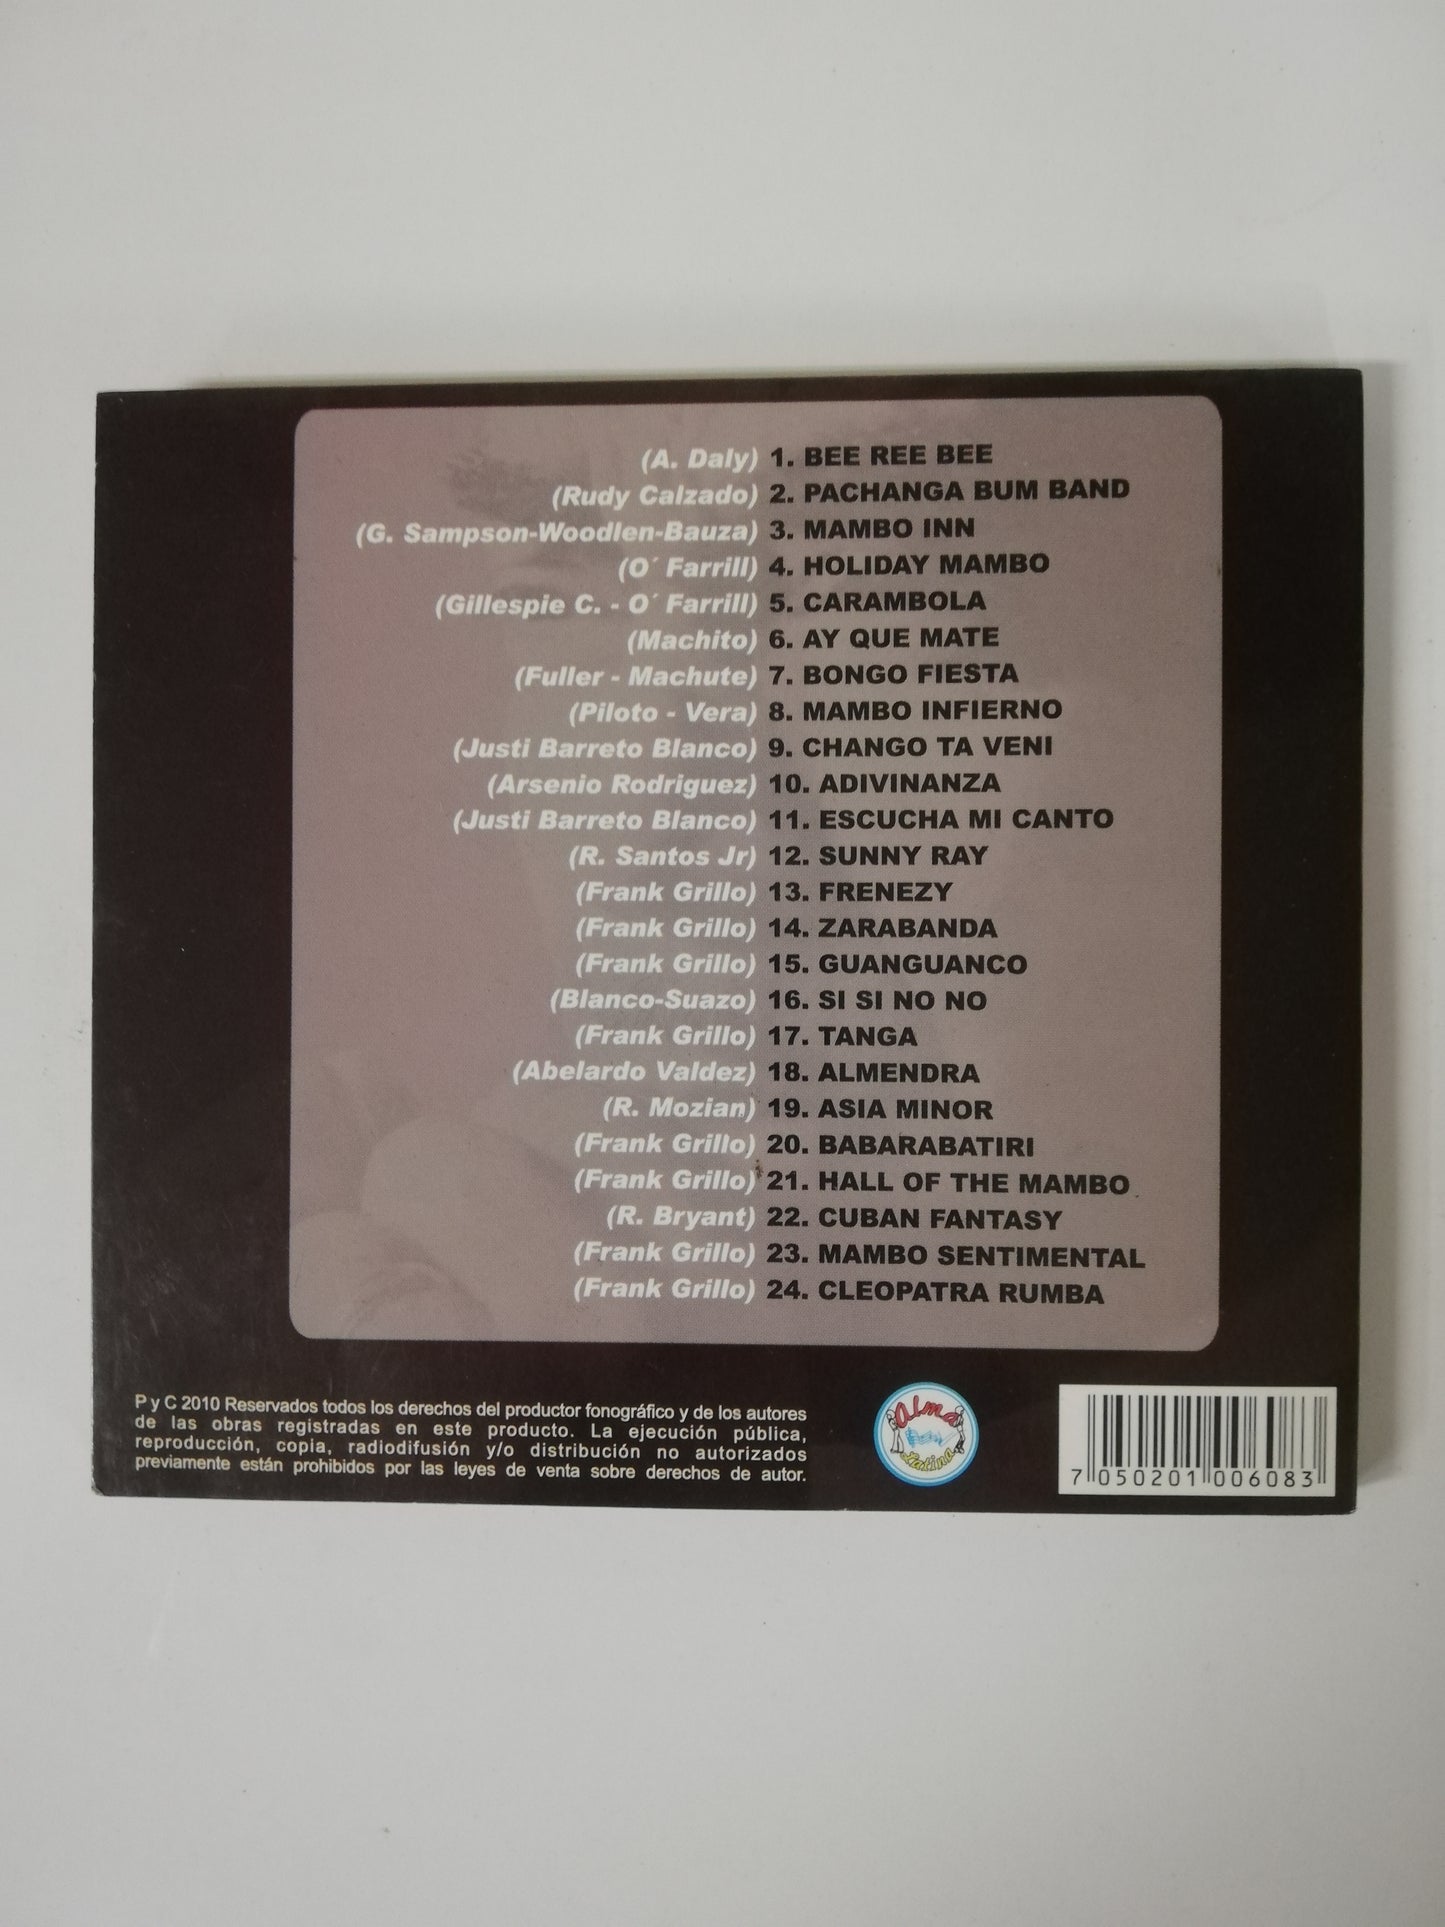 (A. Daly) 1. BEE REE BEE
(Rudy Calzado) 2. PACHANGA BUM BAND
(G. Sampson-Woodlen-Bauza) 3. MAMBO INN
(O´ Farrill) 4. HOLIDAY MAMBO
(Gillespie C. - O´ Farrill) 5. CARAMBOLA
(Machito) 6. AY QUE MATE
(Fuller - Machute) 7. BONGO FIESTA
(Piloto - Vera) 8. MAMBO INFIERNO
(Justi Barreto Blanco) 9. CHANGO TA VENI
(Arsenio Rodriguez) 10. ADIVINANZA
(Justi Barreto Blanco) 11. ESCUCHA MI CANTO
(R. Santos Jr) 12. SUNNY RAY
(Frank Grillo) 13. FRENEZY
(Frank Grillo) 14. ZARABANDA
(Frank Grillo) 15. GUANGUANCO
(Blanco-Suazo) 16. SI SI NO NO
(Frank Grillo) 17. TANGA
(Abelardo Valdez) 18. ALMENDRA
(R. Mozian) 19. ASIA MINOR
(Frank Grillo) 20. BABARABATIRI
(Frank Grillo) 21. HALL OF THE MAMBO
(R. Bryant) 22. CUBAN FANTASY
(Frank Grillo) 23. MAMBO SENTIMENTAL
(Frank Grillo) 24. CLEOPATRA RUMBA
P y C 2010 Reservados todos los derechos del productor fonográfico y de los autores
de las obras registradas en este producto. La ejecución pública,
reproducción, copia, radiodifusión y/o distribución no autorizados
previamente están prohibidos por las leyes de venta sobre derechos de autor.
Alma
Latina
7 050201 006083